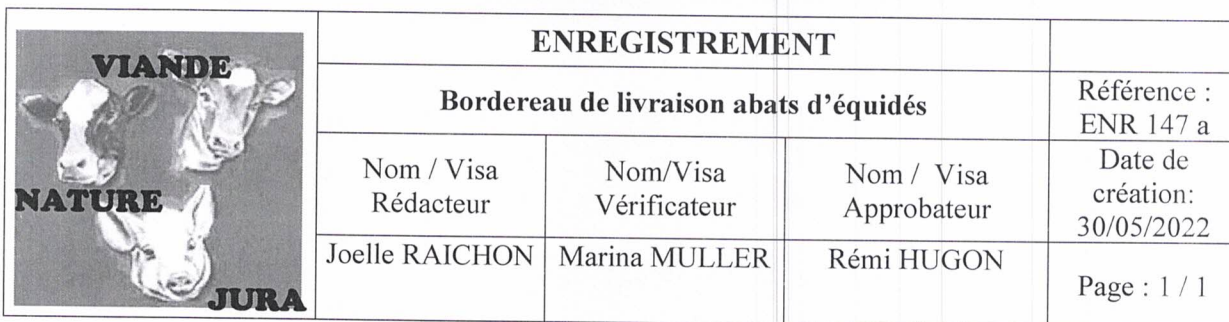 VIANDE
NATURE
JURA
ENREGISTREMENT
Bordereau de livraison abats d'équidés
Référence :
ENR 147 a
Nom / Visa
Rédacteur
Nom/Visa
Vérificateur
Nom / Visa
Approbateur
Date de
création:
30/05/2022
Joelle RAICHON
Marina MULLER
Rémi HUGON
Page : 1 / 1